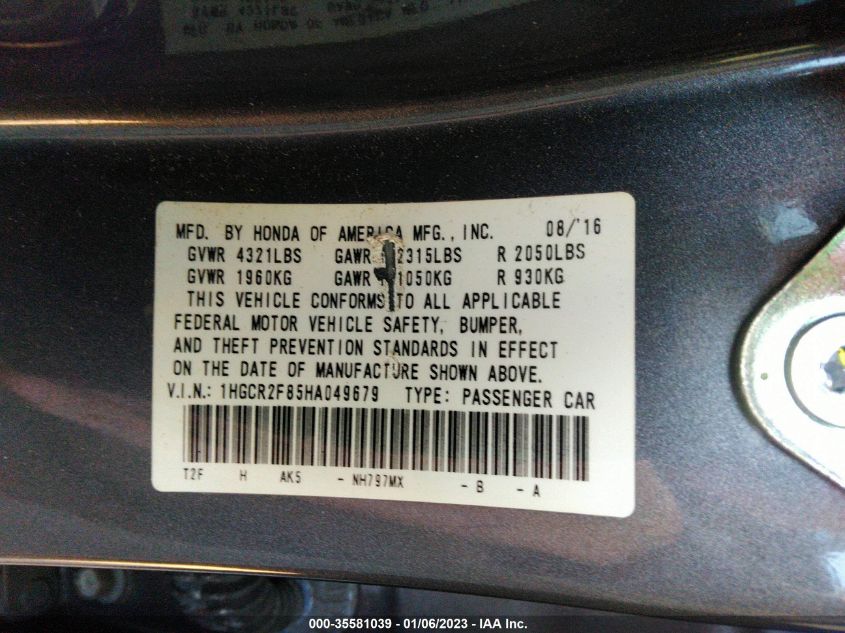 MFD. BY HONDA OF AMERICA MFG., INC. 08/'16
GVWR 4321LBS GAWR 2315LBS R 2050LBS
GVWR 1960KG GAWR 1050KG R 930KG
THIS VEHICLE CONFORMS TO ALL APPLICABLE
FEDERAL MOTOR VEHICLE SAFETY, BUMPER,
AND THEFT PREVENTION STANDARDS IN EFFECT
ON THE DATE OF MANUFACTURE SHOWN ABOVE.
V.I.N.: 1HGCR2F85HA049679 TYPE: PASSENGER CAR
T2F H AK5 - NH797MX - B - A
000-35581039 - 01/06/2023 - IAA Inc.